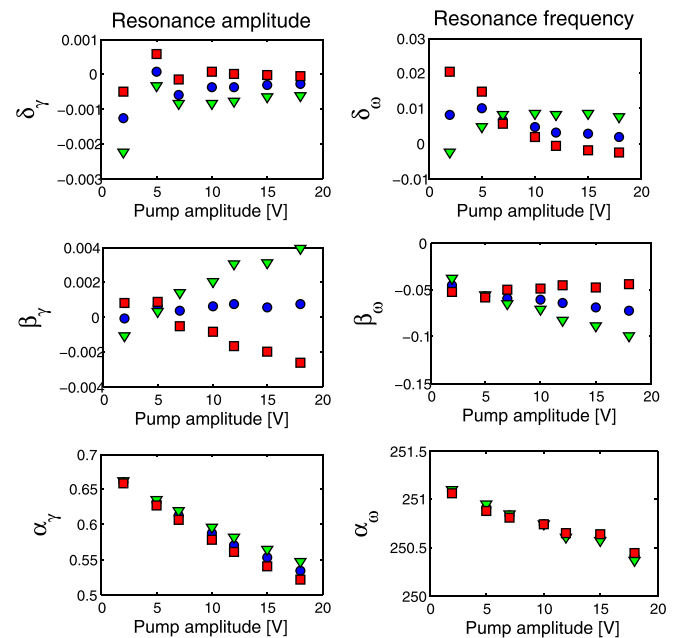 Resonance amplitude
Resonance frequency
0.001
0
−0.001
−0.002
−0.003
δγ
0 5 10 15 20
Pump amplitude [V]
0.03
0.02
0.01
0
−0.01
δω
0 5 10 15 20
Pump amplitude [V]
0.004
0.002
0
−0.002
−0.004
βγ
0 5 10 15 20
Pump amplitude [V]
0
−0.05
−0.1
−0.15
βω
0 5 10 15 20
Pump amplitude [V]
0.7
0.65
0.6
0.55
0.5
αγ
0 5 10 15 20
Pump amplitude [V]
251.5
251
250.5
250
αω
0 5 10 15 20
Pump amplitude [V]